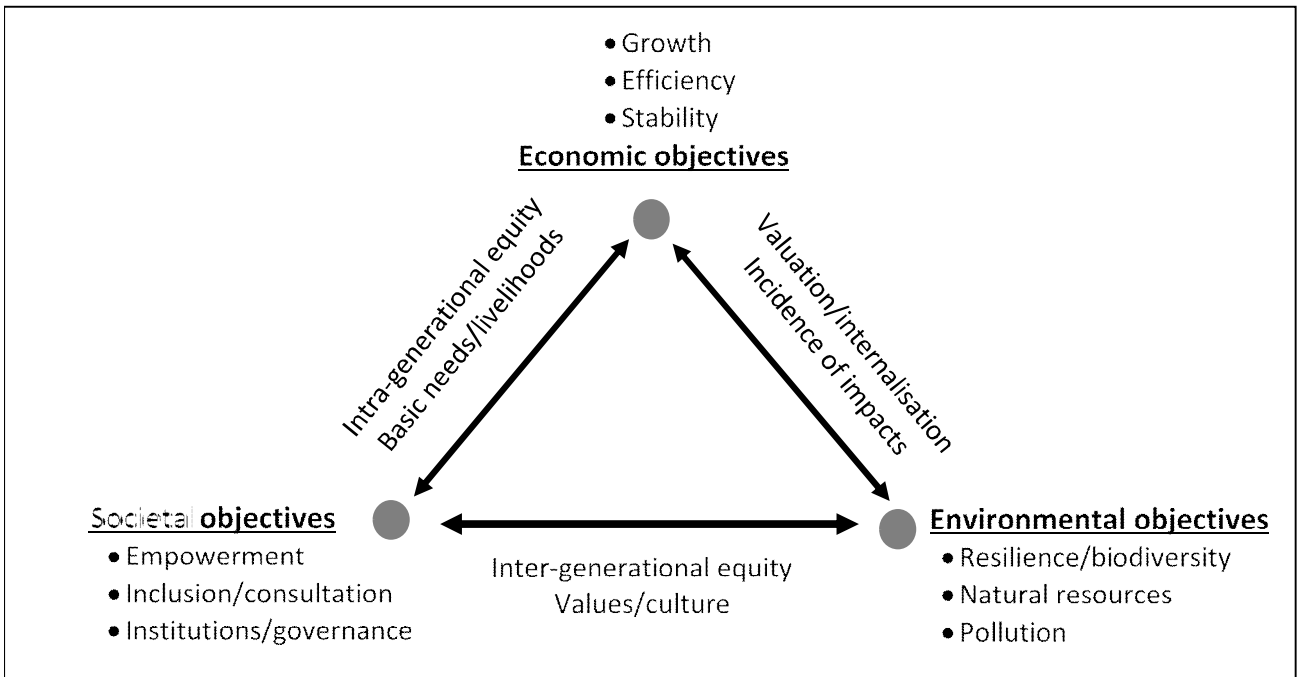 • Growth
• Efficiency
• Stability
Economic objectives
Intra-generational equity
Basic needs/livelihoods
Valuation/internalisation
Incidence of impacts
Societal objectives
• Empowerment
• Inclusion/consultation
• Institutions/governance
Inter-generational equity
Values/culture
Environmental objectives
• Resilience/biodiversity
• Natural resources
• Pollution